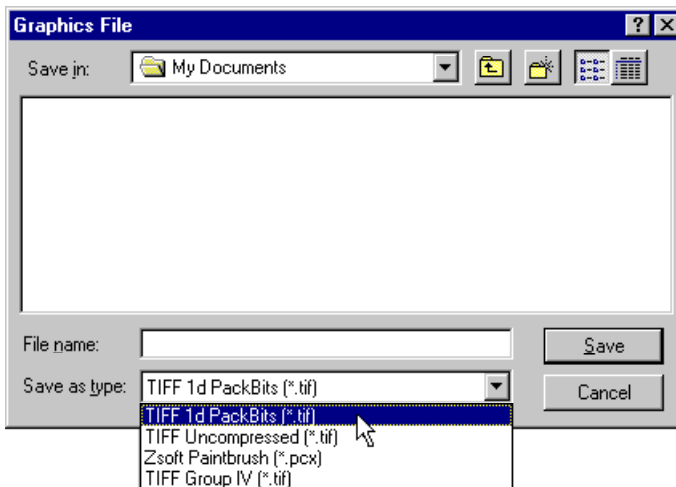 Graphics File
Save in: My Documents
File name:
Save
Save as type: TIFF 1d PackBits (*.tif)
Cancel
TIFF 1d PackBits (*.tif)
TIFF Uncompressed (*.tif)
Zsoft Paintbrush (*.pcx)
TIFF Group IV (*.tif)